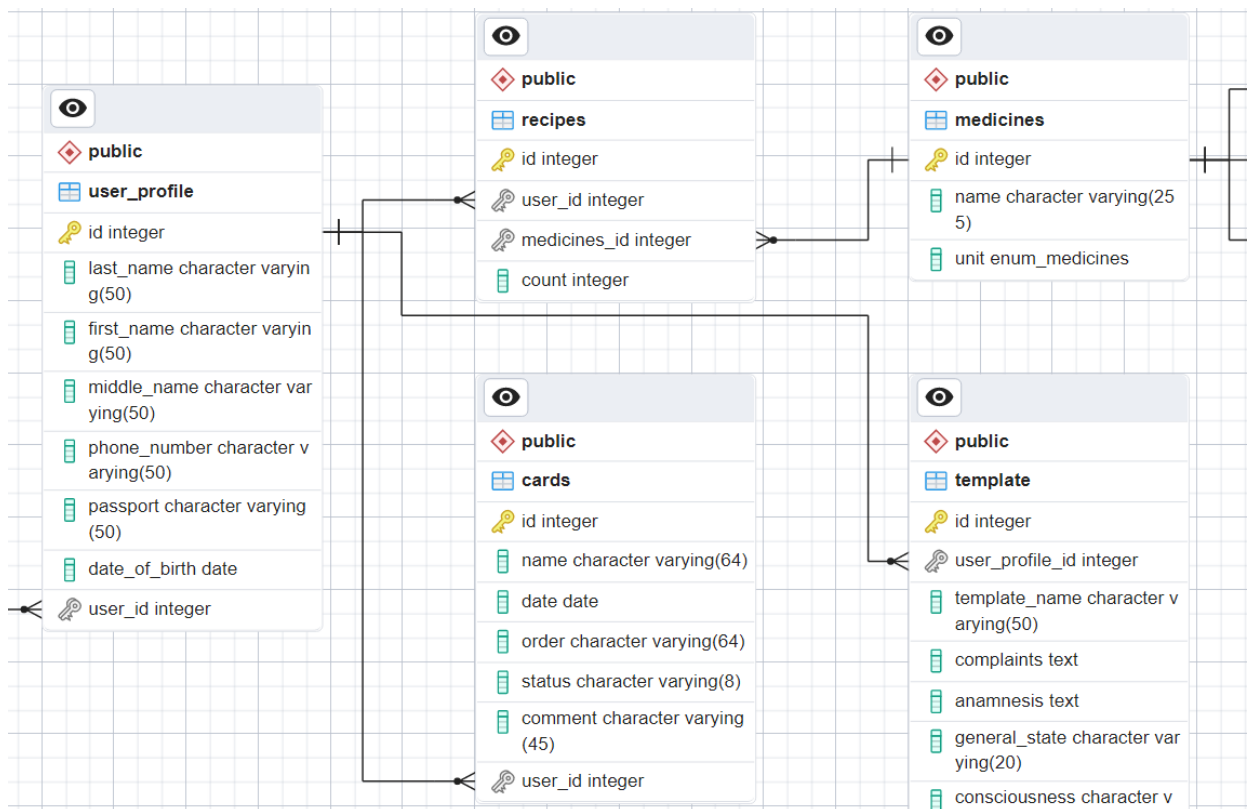 public
user_profile
id integer
last_name character varyin
g(50)
first_name character varyin
g(50)
middle_name character var
ying(50)
phone_number character v
arying(50)
passport character varying
(50)
date_of_birth date
user_id integer
public
recipes
id integer
user_id integer
medicines_id integer
count integer
public
cards
id integer
name character varying(64)
date date
order character varying(64)
status character varying(8)
comment character varying
(45)
user_id integer
public
medicines
id integer
name character varying(25
5)
unit enum_medicines
public
template
id integer
user_profile_id integer
template_name character v
arying(50)
complaints text
anamnesis text
general_state character var
ying(20)
consciousness character v